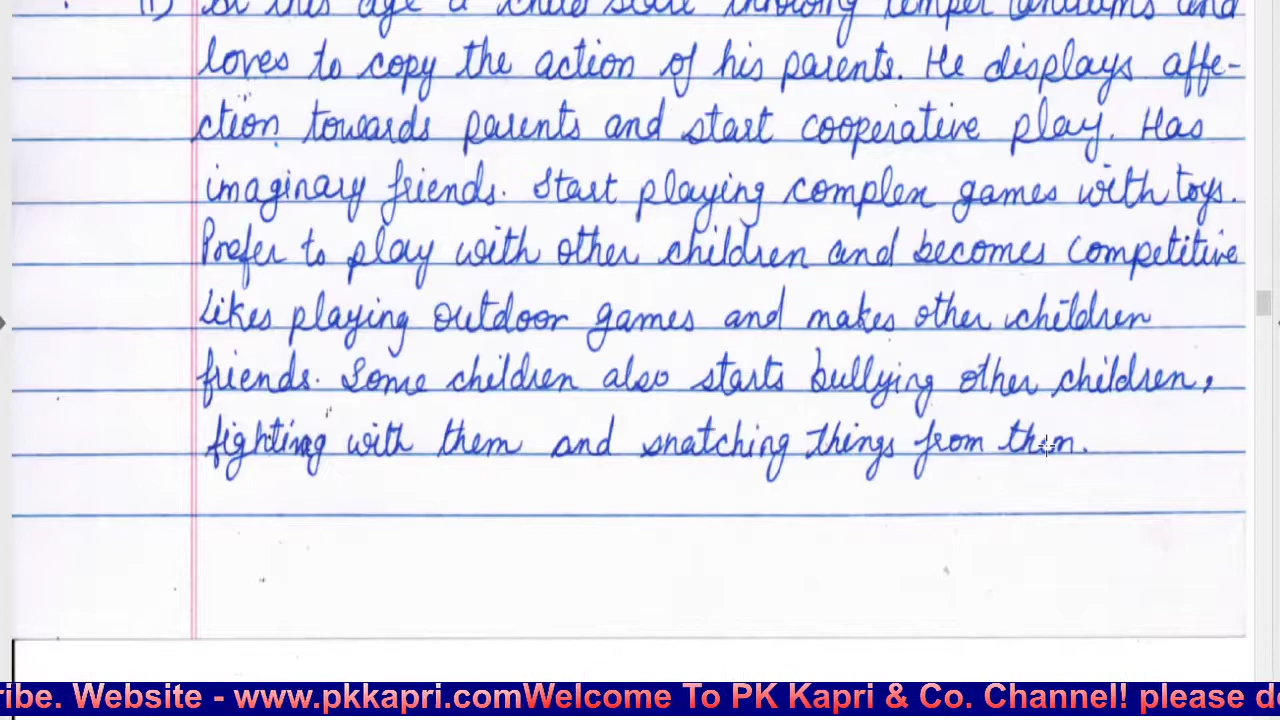 loves to copy the action of his parents. He displays affe-
ction towards parents and start cooperative play. Has
imaginary friends. Start playing complex games with toys.
Prefer to play with other children and becomes competitive
Likes playing outdoor games and makes other children
friends. Some children also starts bullying other children,
fighting with them and snatching things from them.
ribe. Website - www.pkkapri.comWelcome To PK Kapri & Co. Channel! please do